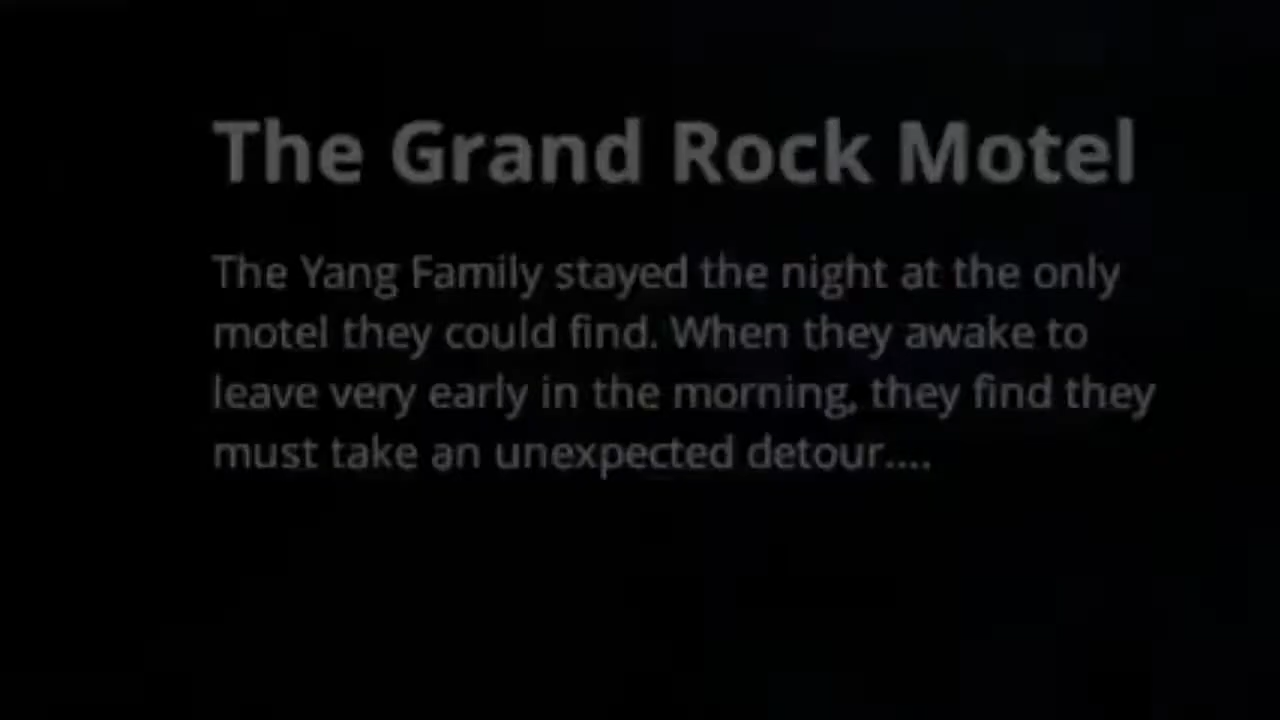 The Grand Rock Motel
The Yang Family stayed the night at the only
motel they could find. When they awake to
leave very early in the morning, they find they
must take an unexpected detour....